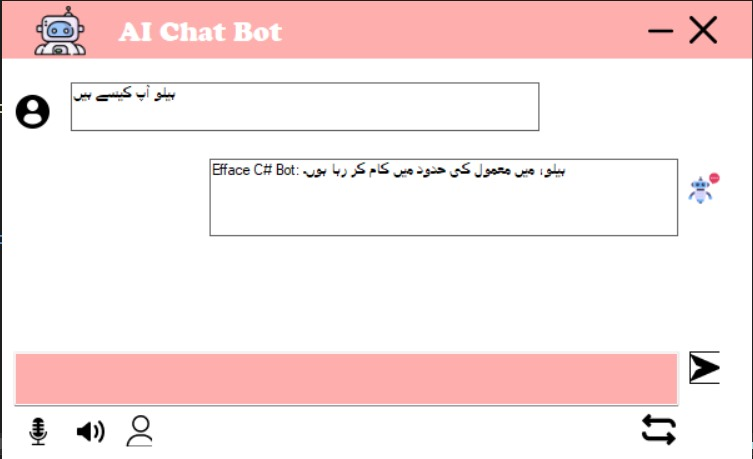 AI Chat Bot
ہیلو آپ کیسے ہیں
Efface C# Bot: ہیلو، میں معمول کی حدود میں کام کر رہا ہوں۔